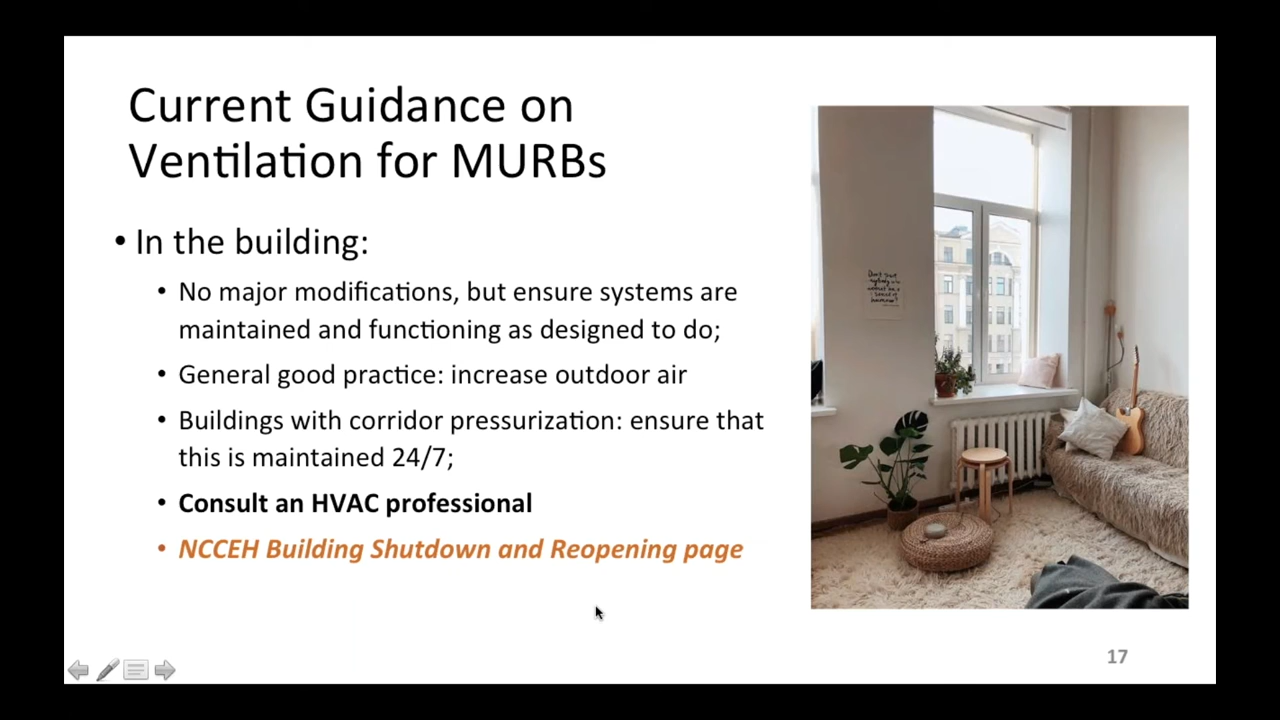 Current Guidance on
Ventilation for MURBs
• In the building:
• No major modifications, but ensure systems are
maintained and functioning as designed to do;
• General good practice: increase outdoor air
• Buildings with corridor pressurization: ensure that
this is maintained 24/7;
• Consult an HVAC professional
• NCCEH Building Shutdown and Reopening page
17